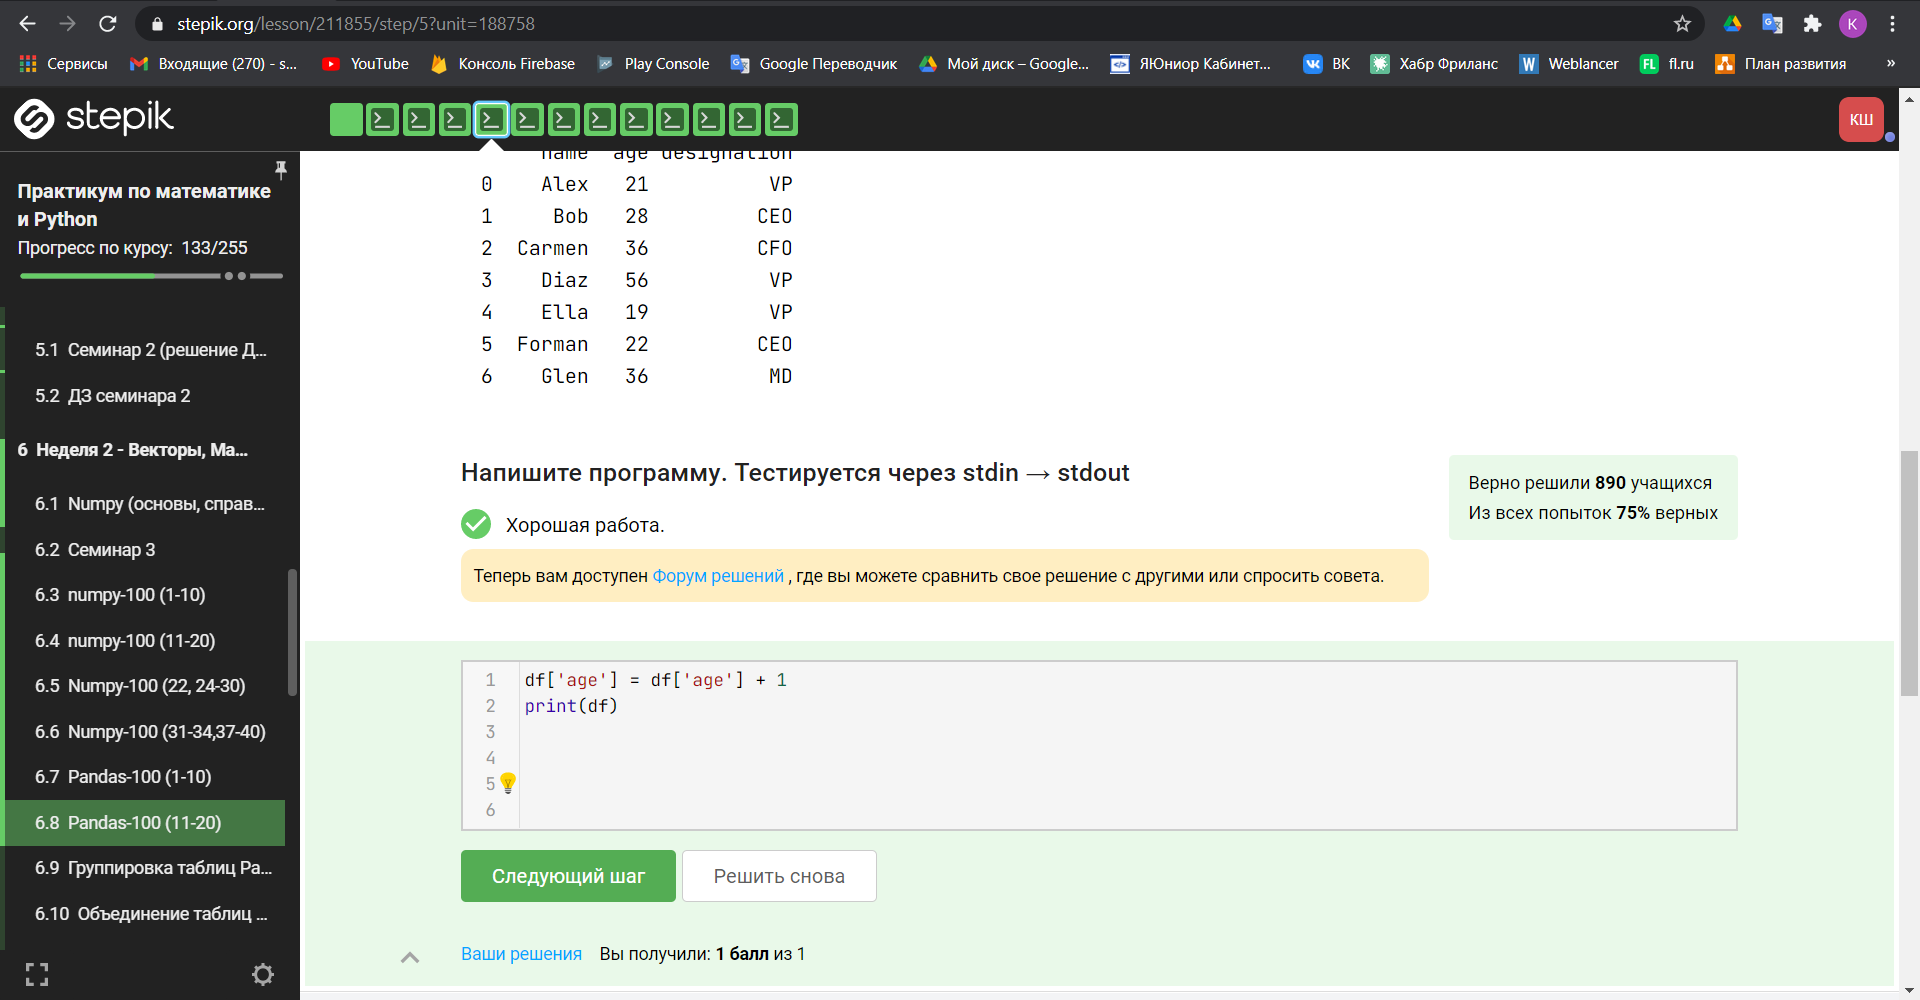 stepik.org/lesson/211855/step/5?unit=188758
K
Сервисы
Входящие (270) - s...
YouTube
Консоль Firebase
Play Console
Google Переводчик
Мой диск – Google...
ЯЮниор Кабинет...
ВК
Хабр Фриланс
Weblancer
fl.ru
План развития
»
stepik
КШ
Практикум по математике
и Python
Прогресс по курсу: 133/255
5.1 Семинар 2 (решение Д...
5.2 ДЗ семинара 2
6 Неделя 2 - Векторы, Ма...
6.1 Numpy (основы, справ...
6.2 Семинар 3
6.3 numpy-100 (1-10)
6.4 numpy-100 (11-20)
6.5 Numpy-100 (22, 24-30)
6.6 Numpy-100 (31-34,37-40)
6.7 Pandas-100 (1-10)
6.8 Pandas-100 (11-20)
6.9 Группировка таблиц Pa...
6.10 Объединение таблиц ...
name age designation
0 Alex 21 VP
1 Bob 28 CEO
2 Carmen 36 CFO
3 Diaz 56 VP
4 Ella 19 VP
5 Forman 22 CEO
6 Glen 36 MD
Напишите программу. Тестируется через stdin → stdout
Верно решили 890 учащихся
Из всех попыток 75% верных
Хорошая работа.
Теперь вам доступен Форум решений , где вы можете сравнить свое решение с другими или спросить совета.
1 df['age'] = df['age'] + 1
2 print(df)
3
4
5
6
Следующий шаг
Решить снова
Ваши решения Вы получили: 1 балл из 1